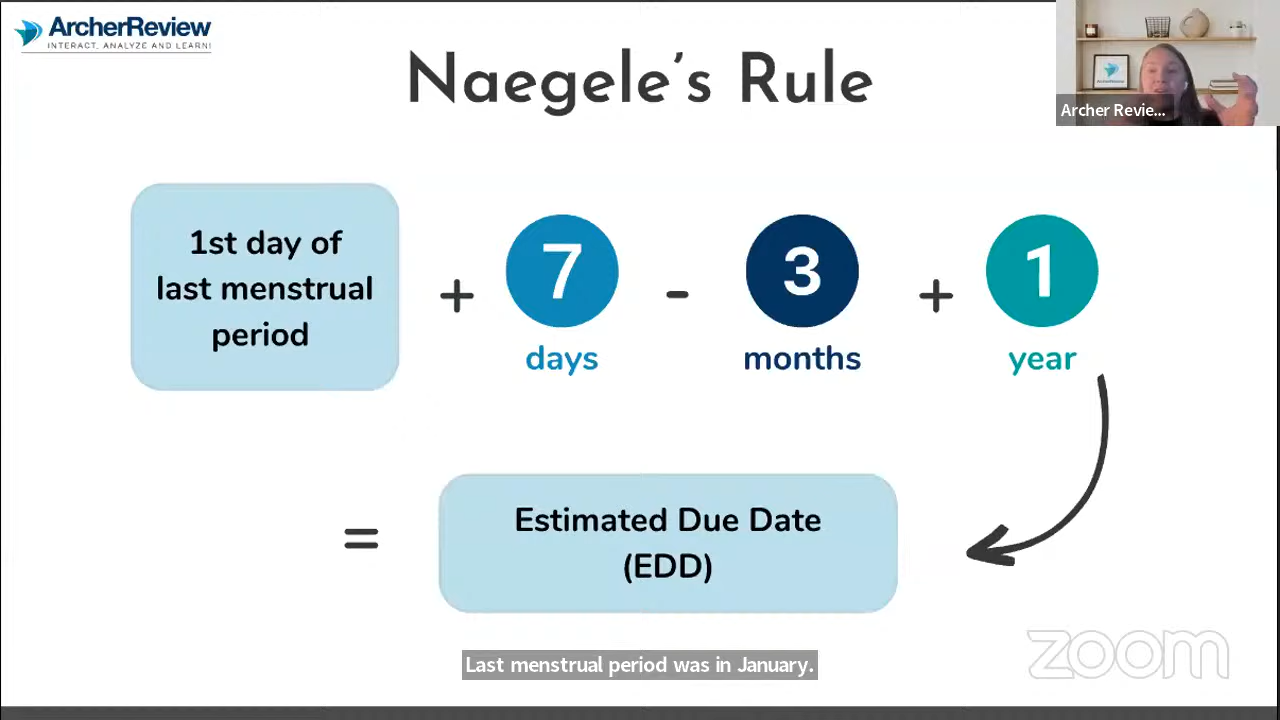 ArcherReview
INTERACT, ANALYZE AND LEARN!
Naegele's Rule
Archer Revie...
1st day of
last menstrual
period
+
7
days
-
3
months
+
1
year
=
Estimated Due Date
(EDD)
Last menstrual period was in January.
zoom